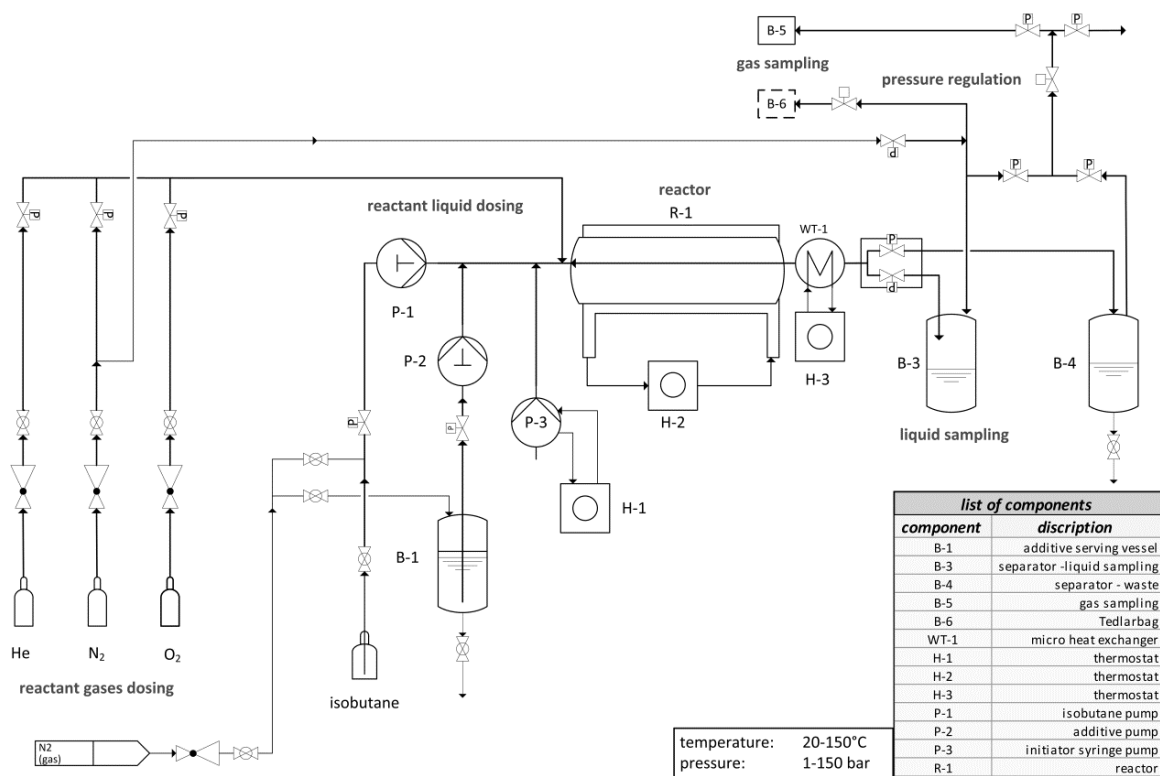 B-5
P
P
gas sampling
pressure regulation
B-6
d
P
P
reactor
R-1
reactant liquid dosing
P
P
P
WT-1
P
d
P-1
P-2
P-3
H-3
B-3
B-4
H-2
liquid sampling
P
P
H-1
B-1
He
N2
O2
isobutane
reactant gases dosing
N2
(gas)
temperature: 20-150°C
pressure: 1-150 bar
list of components
component discription
B-1 additive serving vessel
B-3 separator -liquid sampling
B-4 separator - waste
B-5 gas sampling
B-6 Tedlarbag
WT-1 micro heat exchanger
H-1 thermostat
H-2 thermostat
H-3 thermostat
P-1 isobutane pump
P-2 additive pump
P-3 initiator syringe pump
R-1 reactor